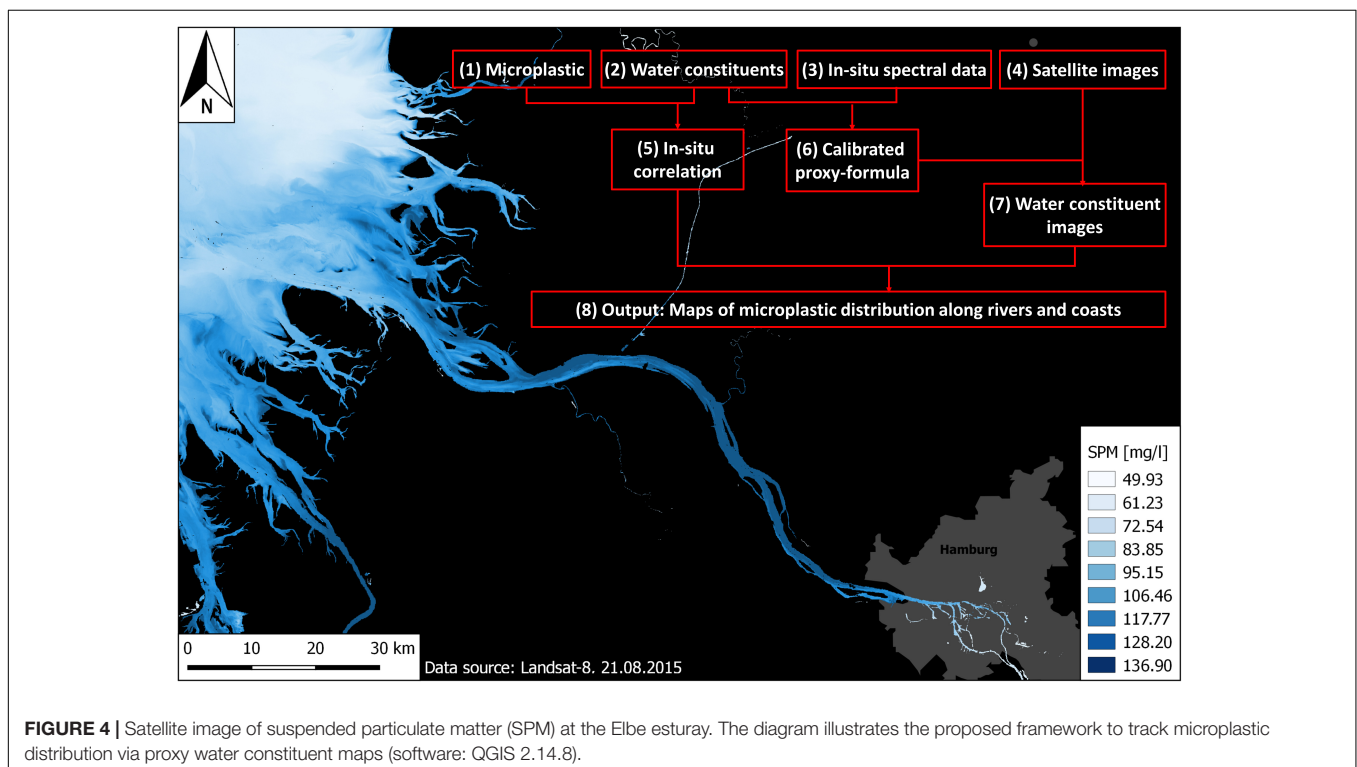 N
(1) Microplastic
(2) Water constituents
(3) In-situ spectral data
(4) Satellite images
(5) In-situ
correlation
(6) Calibrated
proxy-formula
(7) Water constituent
images
(8) Output: Maps of microplastic distribution along rivers and coasts
SPM [mg/l]
49.93
61.23
72.54
83.85
95.15
106.46
117.77
128.20
136.90
Hamburg
0 10 20 30 km
Data source: Landsat-8. 21.08.2015
FIGURE 4 | Satellite image of suspended particulate matter (SPM) at the Elbe esturay. The diagram illustrates the proposed framework to track microplastic
distribution via proxy water constituent maps (software: QGIS 2.14.8).